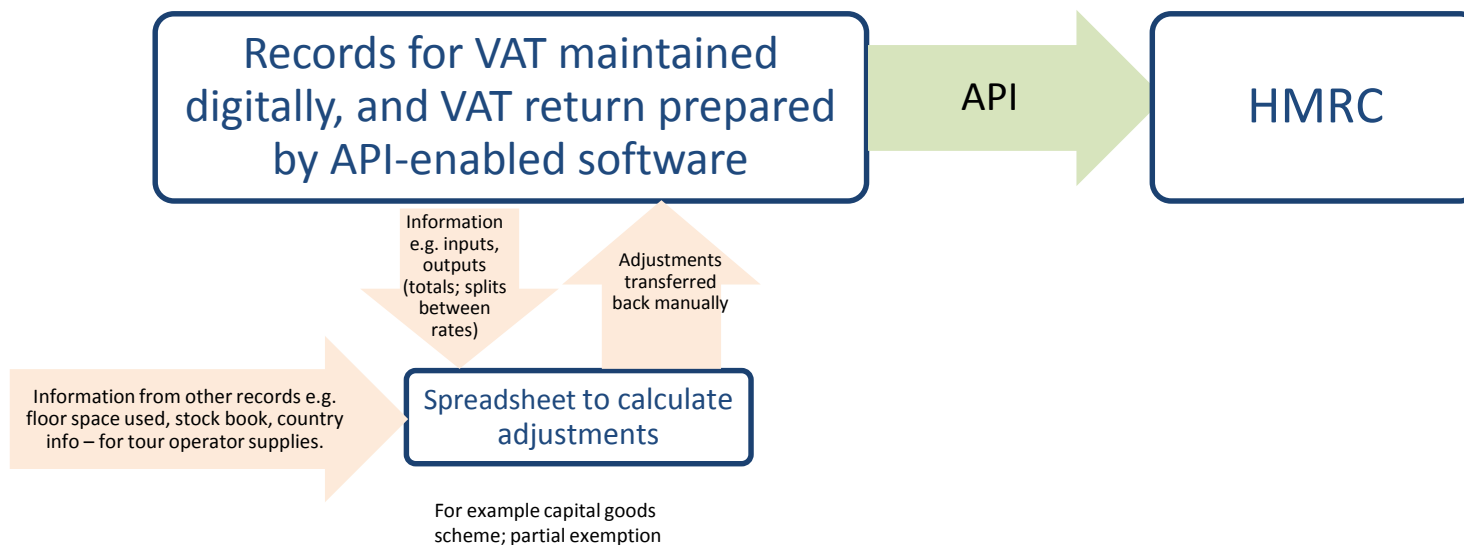 Records for VAT maintained
digitally, and VAT return prepared
by API-enabled software
API
HMRC
Information
e.g. inputs,
outputs
(totals; splits
between
rates)
Adjustments
transferred
back manually
Information from other records e.g.
floor space used, stock book, country
info – for tour operator supplies.
Spreadsheet to calculate
adjustments
For example capital goods
scheme; partial exemption